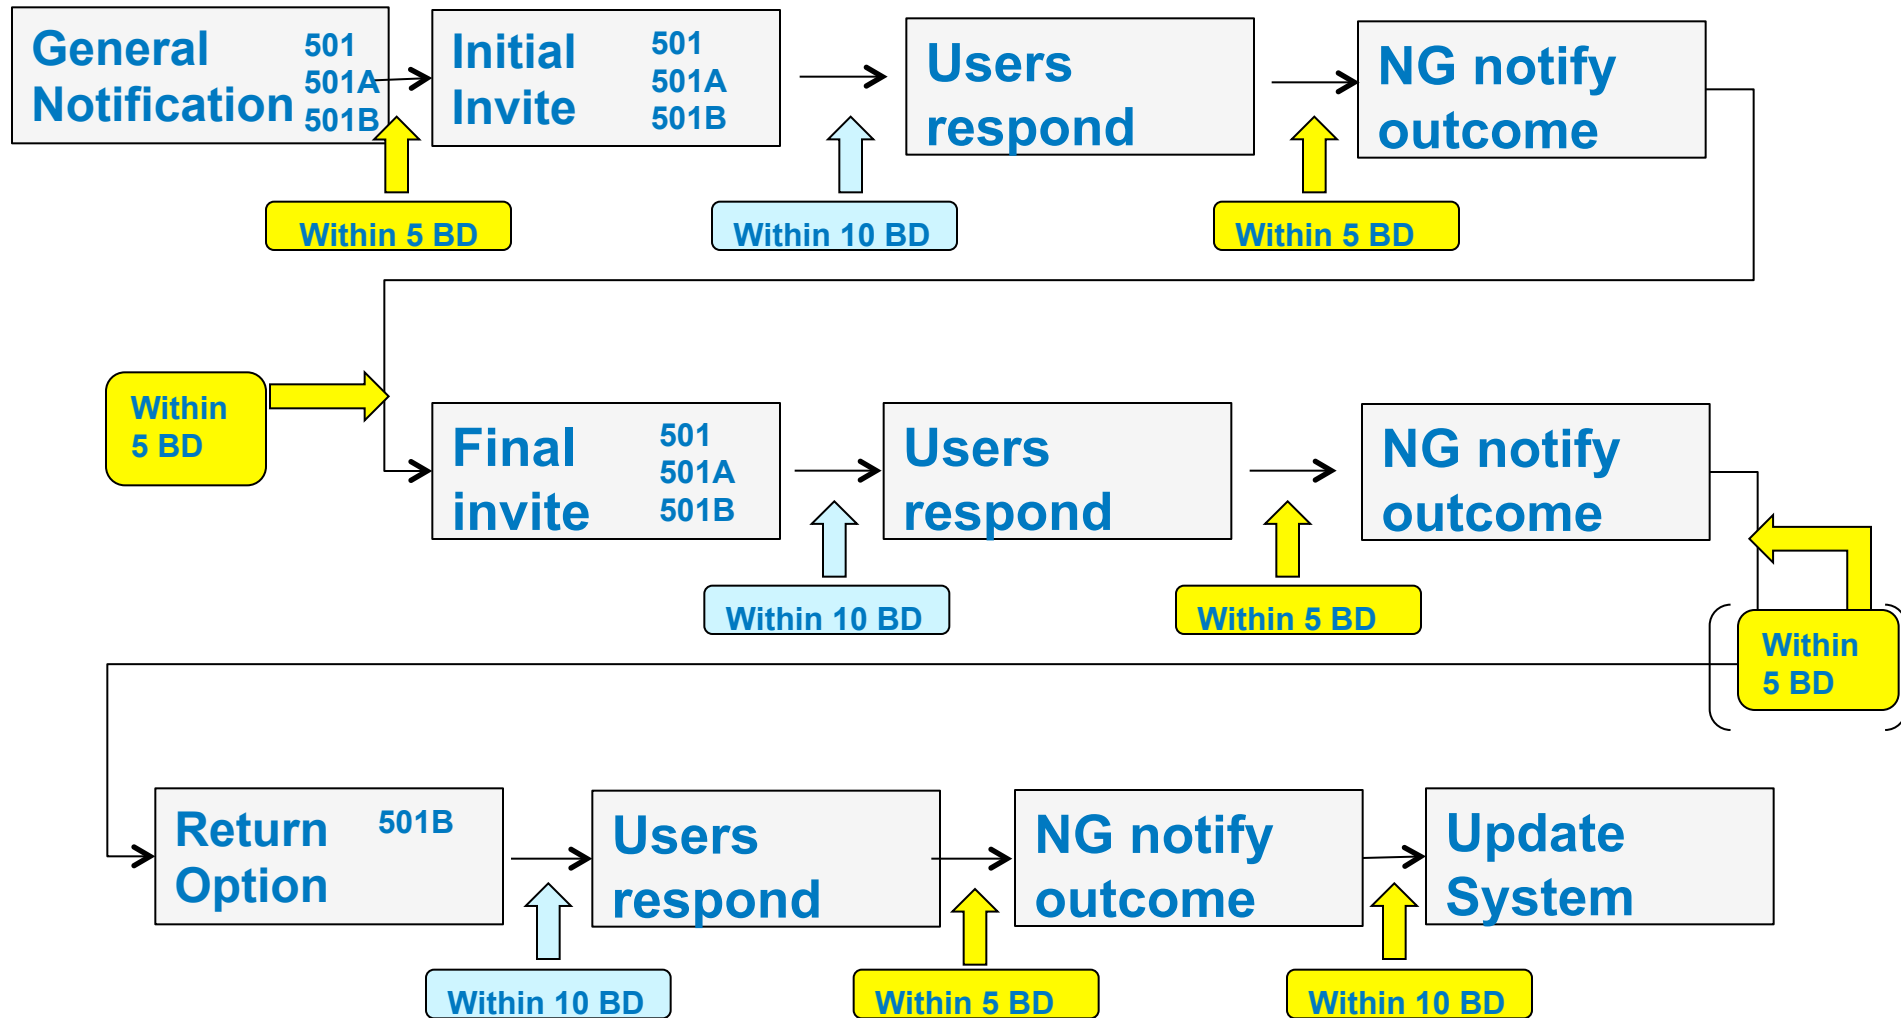 General
Notification
501
501A
501B
Initial
Invite
501
501A
501B
Users
respond
NG notify
outcome
Within 5 BD
Within 10 BD
Within 5 BD
Within
5 BD
Final
invite
501
501A
501B
Users
respond
NG notify
outcome
Within 10 BD
Within 5 BD
Within
5 BD
Return
Option
501B
Users
respond
NG notify
outcome
Update
System
Within 10 BD
Within 5 BD
Within 10 BD